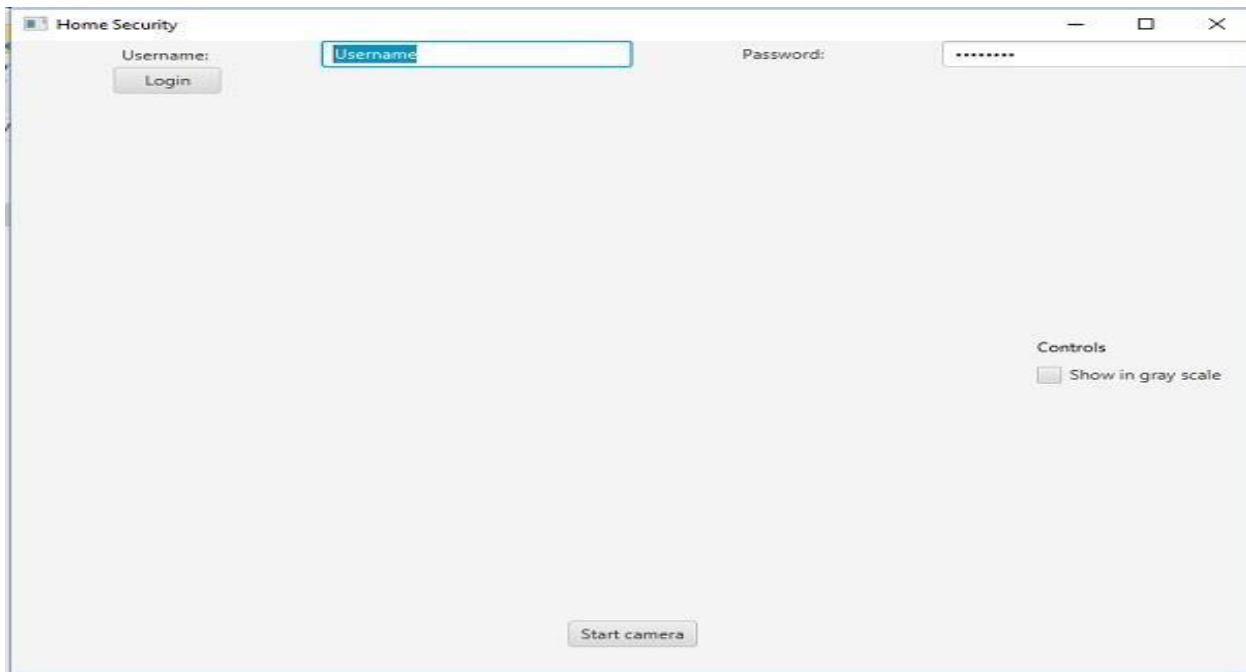 Home Security
Username: Username Password: ••••••••
Login
Controls
Show in gray scale
Start camera